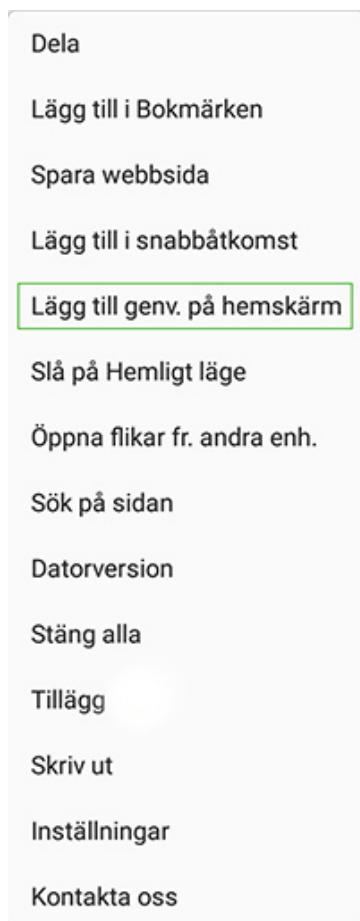 Dela
Lägg till i Bokmärken
Spara webbsida
Lägg till i snabbåtkomst
Lägg till genv. på hemskärm
Slå på Hemligt läge
Öppna flikar fr. andra enh.
Sök på sidan
Datorversion
Stäng alla
Tillägg
Skriv ut
Inställningar
Kontakta oss